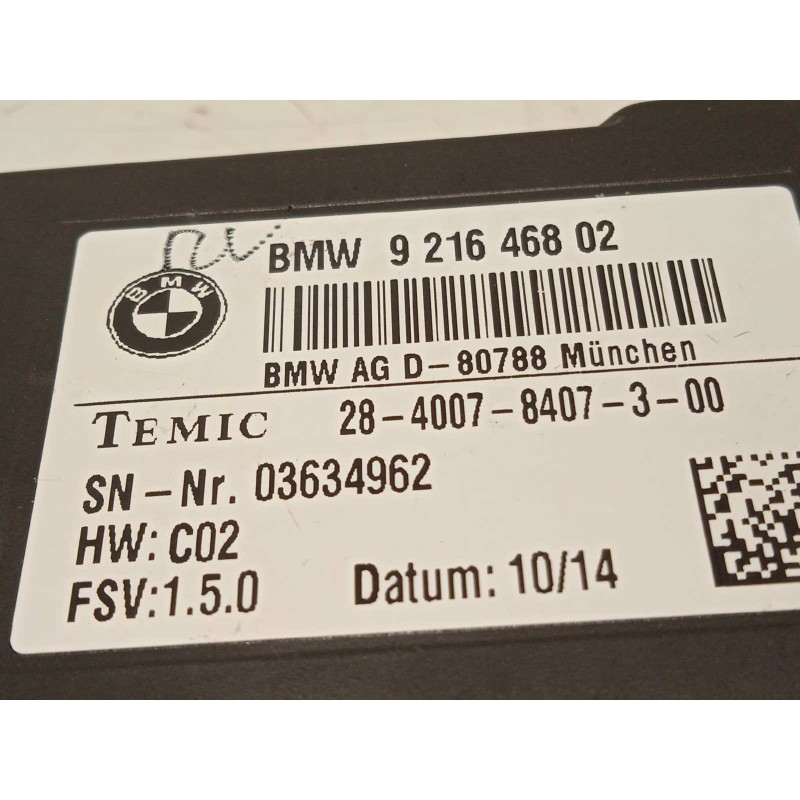 BMW 9 216 468 02
BMW
BMW AG D-80788 München
TEMIC 28-4007-8407-3-00
SN-Nr. 03634962
HW: C02
FSV:1.5.0 Datum: 10/14